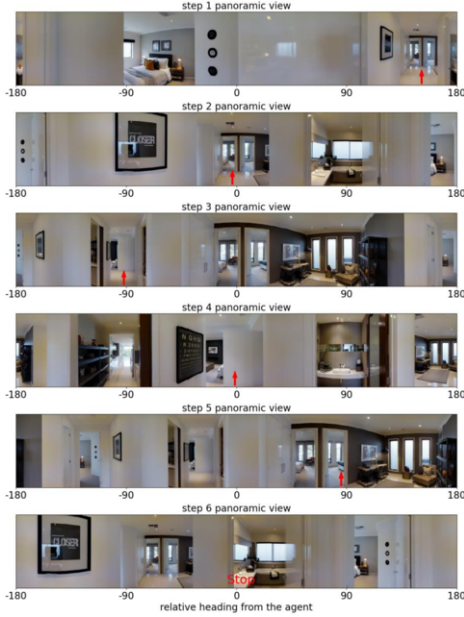 step 1 panoramic view
-180 -90 0 90 180
step 2 panoramic view
CLOSER
-180 -90 0 90 180
step 3 panoramic view
-180 -90 0 90 180
step 4 panoramic view
-180 -90 0 90 180
step 5 panoramic view
-180 -90 0 90 180
step 6 panoramic view
CLOSER
Stop
-180 -90 0 90 180
relative heading from the agent